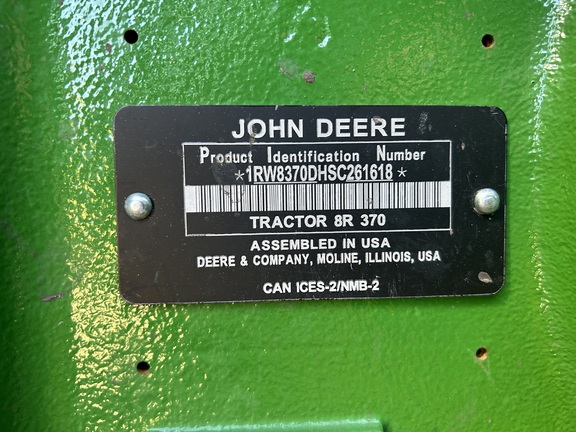 JOHN DEERE
Product Identification Number
*1RW8370DHSC261618*
TRACTOR 8R 370
ASSEMBLED IN USA
DEERE & COMPANY, MOLINE, ILLINOIS, USA
CAN ICES-2/NMB-2